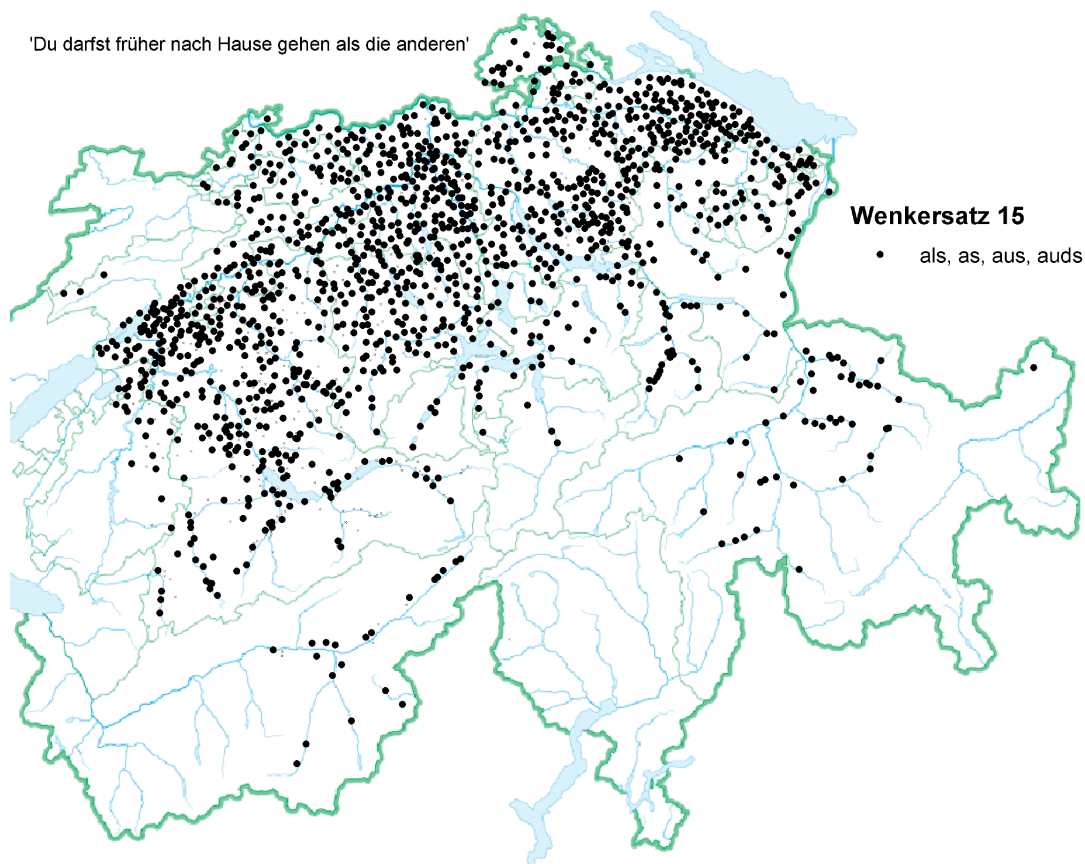 'Du darfst früher nach Hause gehen als die anderen'
Wenkersatz 15
als, as, aus, auds